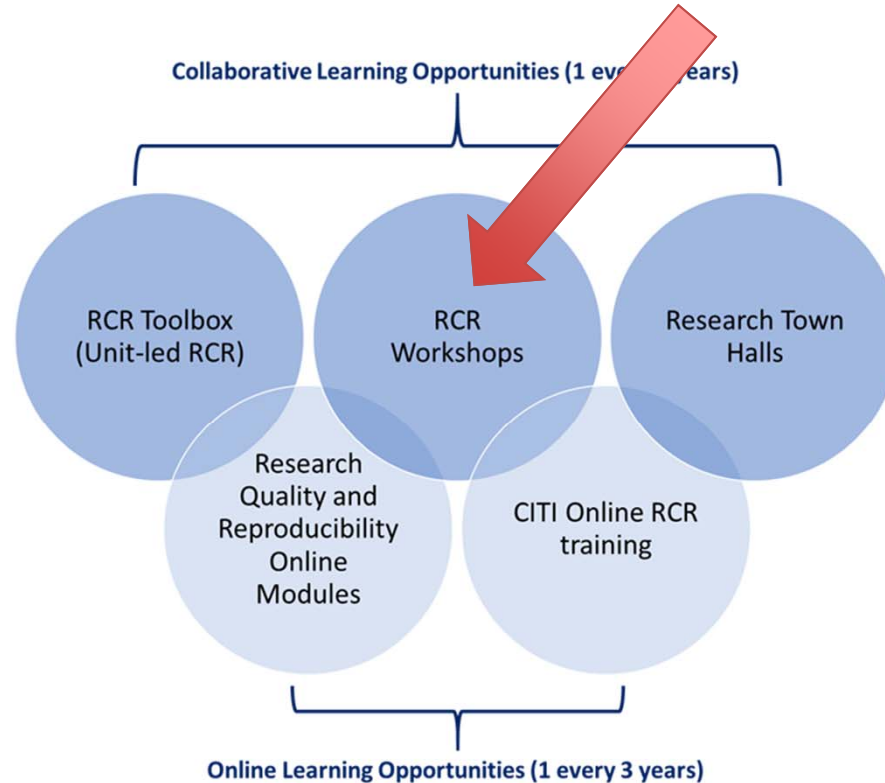 Collaborative Learning Opportunities (1 every years)
RCR Toolbox
(Unit-led RCR)
RCR
Workshops
Research Town
Halls
Research
Quality and
Reproducibility
Online
Modules
CITI Online RCR
training
Online Learning Opportunities (1 every 3 years)